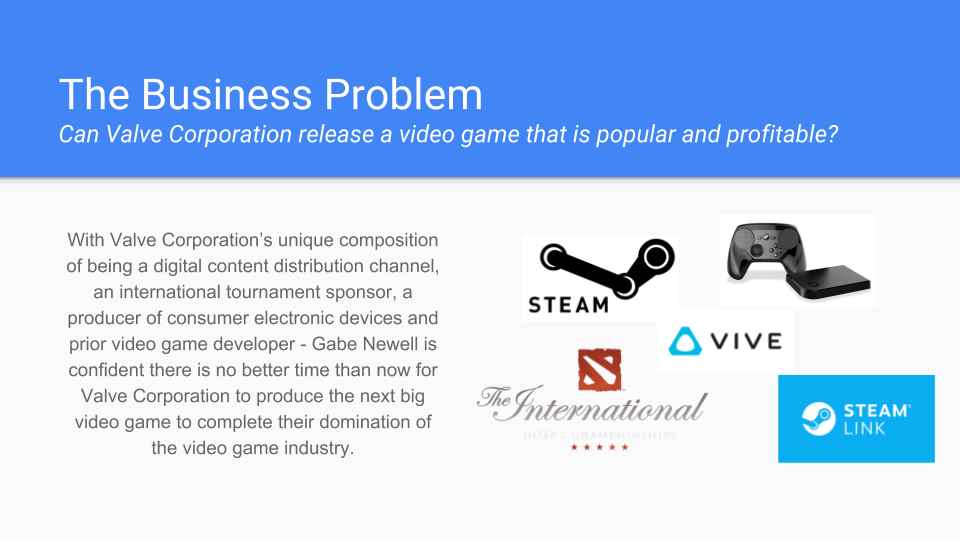 The Business Problem
Can Valve Corporation release a video game that is popular and profitable?
With Valve Corporation’s unique composition
of being a digital content distribution channel,
an international tournament sponsor, a
producer of consumer electronic devices and
prior video game developer - Gabe Newell is
confident there is no better time than now for
Valve Corporation to produce the next big
video game to complete their domination of
the video game industry.
STEAM
VIVE
The International
DOTA 2 CHAMPIONSHIPS
STEAM
LINK